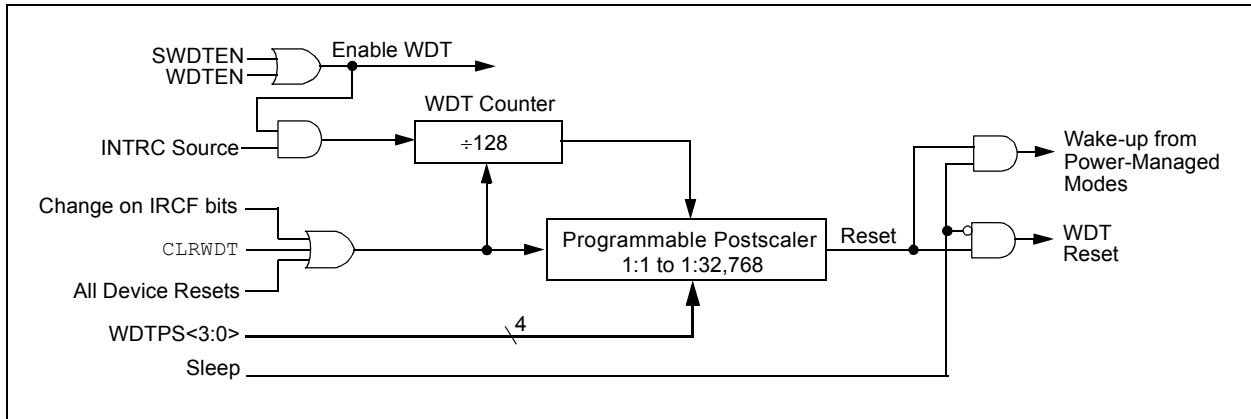 SWDTEN
WDTEN
Enable WDT
WDT Counter
INTRC Source
÷128
Wake-up from
Power-Managed
Modes
Change on IRCF bits
CLRWDT
All Device Resets
Programmable Postscaler
1:1 to 1:32,768
Reset
WDT
Reset
WDTPS<3:0>
4
Sleep